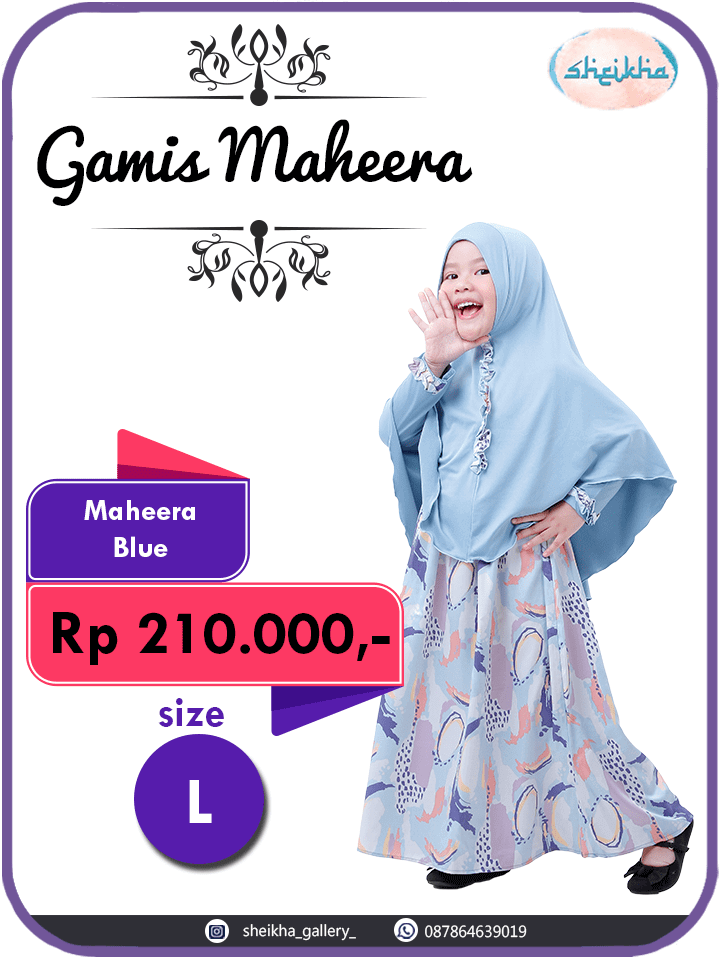 sheikha
Gamis Maheera
Maheera
Blue
Rp 210.000,-
size
L
sheikha_gallery_ 087864639019